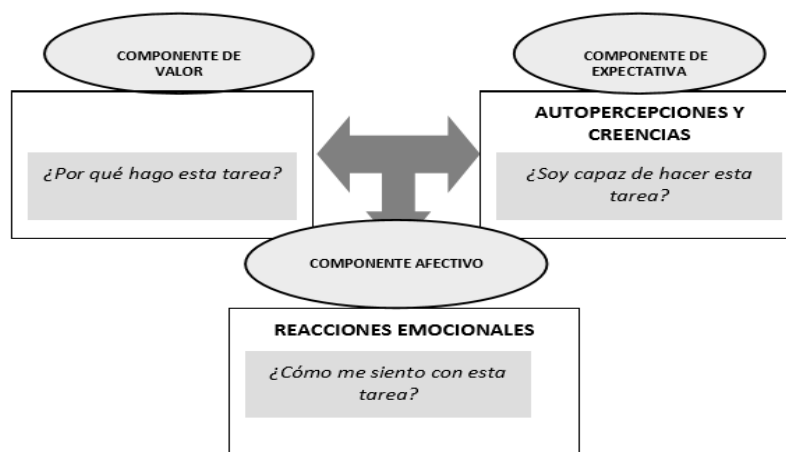 COMPONENTE DE
VALOR
¿Por qué hago esta tarea?
COMPONENTE DE
EXPECTATIVA
AUTOPERCEPCIONES Y
CREENCIAS
¿Soy capaz de hacer esta
tarea?
COMPONENTE AFECTIVO
REACCIONES EMOCIONALES
¿Cómo me siento con esta
tarea?